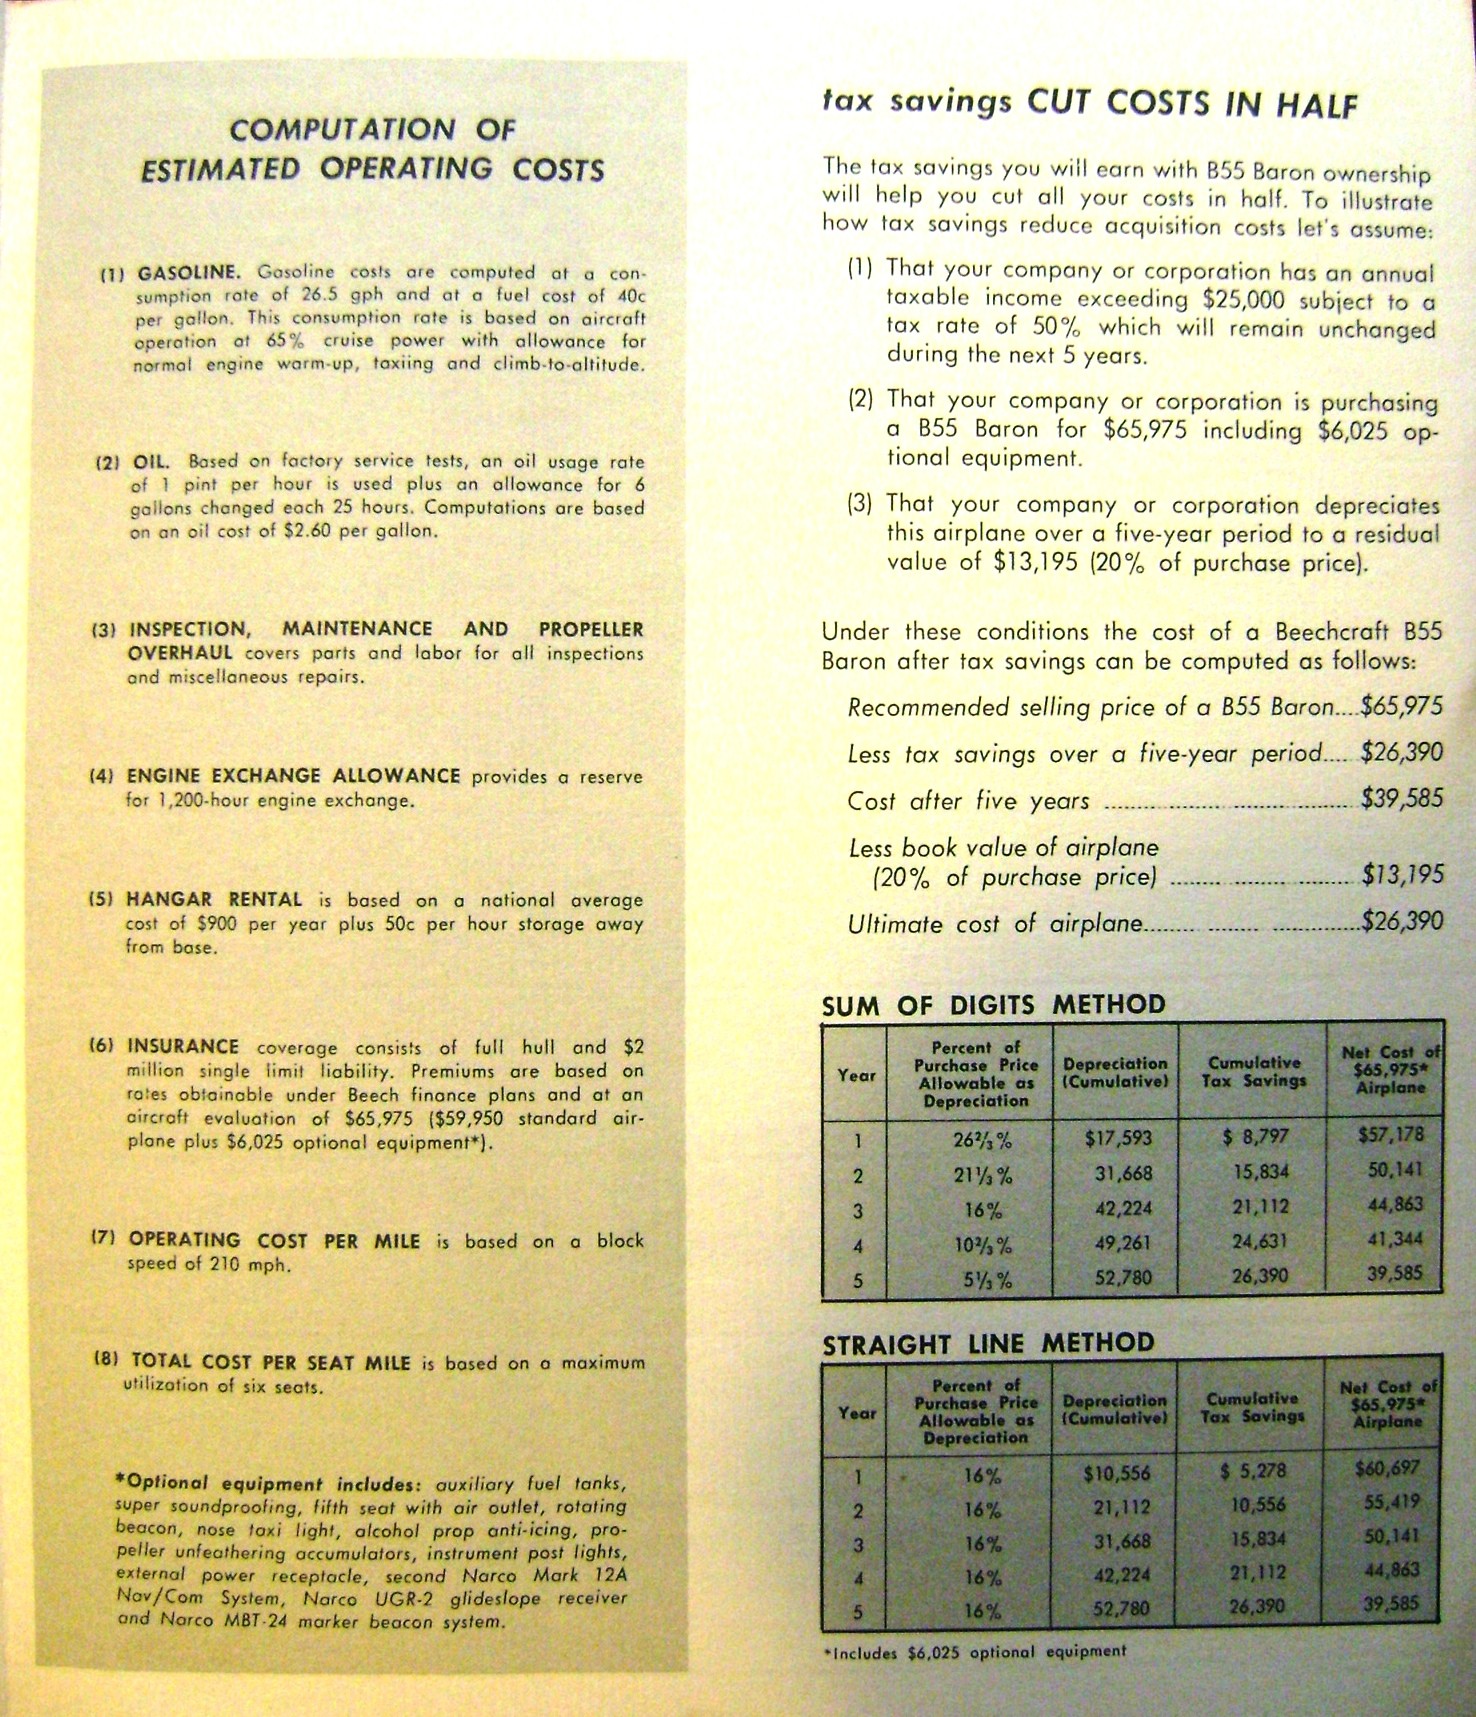 COMPUTATION OF
ESTIMATED OPERATING COSTS
(1) GASOLINE. Gasoline costs are computed at a con-
sumption rate of 26.5 gph and at a fuel cost of 40c
per gallon. This consumption rate is based on aircraft
operation at 65% cruise power with allowance for
normal engine warm-up, taxiing and climb-to-altitude.
(2) OIL. Based on factory service tests, an oil usage rate
of 1 pint per hour is used plus an allowance for 6
gallons changed each 25 hours. Computations are based
on an oil cost of $2.60 per gallon.
(3) INSPECTION, MAINTENANCE AND PROPELLER
OVERHAUL covers parts and labor for all inspections
and miscellaneous repairs.
(4) ENGINE EXCHANGE ALLOWANCE provides a reserve
for 1,200-hour engine exchange.
(5) HANGAR RENTAL is based on a national average
cost of $900 per year plus 50c per hour storage away
from base.
(6) INSURANCE coverage consists of full hull and $2
million single limit liability. Premiums are based on
rates obtainable under Beech finance plans and at an
aircraft evaluation of $65,975 ($59,950 standard air-
plane plus $6,025 optional equipment*).
(7) OPERATING COST PER MILE is based on a block
speed of 210 mph.
(8) TOTAL COST PER SEAT MILE is based on a maximum
utilization of six seats.
*Optional equipment includes: auxiliary fuel tanks,
super soundproofing, fifth seat with air outlet, rotating
beacon, nose taxi light, alcohol prop anti-icing, pro-
peller unfeathering accumulators, instrument post lights,
external power receptacle, second Narco Mark 12A
Nav/Com System, Narco UGR-2 glideslope receiver
and Narco MBT-24 marker beacon system.
tax savings CUT COSTS IN HALF
The tax savings you will earn with B55 Baron ownership
will help you cut all your costs in half. To illustrate
how tax savings reduce acquisition costs let's assume:
(1) That your company or corporation has an annual
taxable income exceeding $25,000 subject to a
tax rate of 50% which will remain unchanged
during the next 5 years.
(2) That your company or corporation is purchasing
a B55 Baron for $65,975 including $6,025 op-
tional equipment.
(3) That your company or corporation depreciates
this airplane over a five-year period to a residual
value of $13,195 (20% of purchase price).
Under these conditions the cost of a Beechcraft B55
Baron after tax savings can be computed as follows:
Recommended selling price of a B55 Baron....$65,975
Less tax savings over a five-year period.... $26,390
Cost after five years ........ ........ ........ ........ $39,585
Less book value of airplane
(20% of purchase price) ........ ........ ........ $13,195
Ultimate cost of airplane........ ........ ..............$26,390
SUM OF DIGITS METHOD
Year Percent of Purchase Price Allowable as Depreciation Depreciation (Cumulative) Cumulative Tax Savings Net Cost of $65,975* Airplane
1 26⅔% $17,593 $ 8,797 $57,178
2 21⅓% 31,668 15,834 50,141
3 16% 42,224 21,112 44,863
4 10⅔% 49,261 24,631 41,344
5 5⅓% 52,780 26,390 39,585
STRAIGHT LINE METHOD
Year Percent of Purchase Price Allowable as Depreciation Depreciation (Cumulative) Cumulative Tax Savings Net Cost of $65,975* Airplane
1 16% $10,556 $ 5,278 $60,697
2 16% 21,112 10,556 55,419
3 16% 31,668 15,834 50,141
4 16% 42,224 21,112 44,863
5 16% 52,780 26,390 39,585
*Includes $6,025 optional equipment